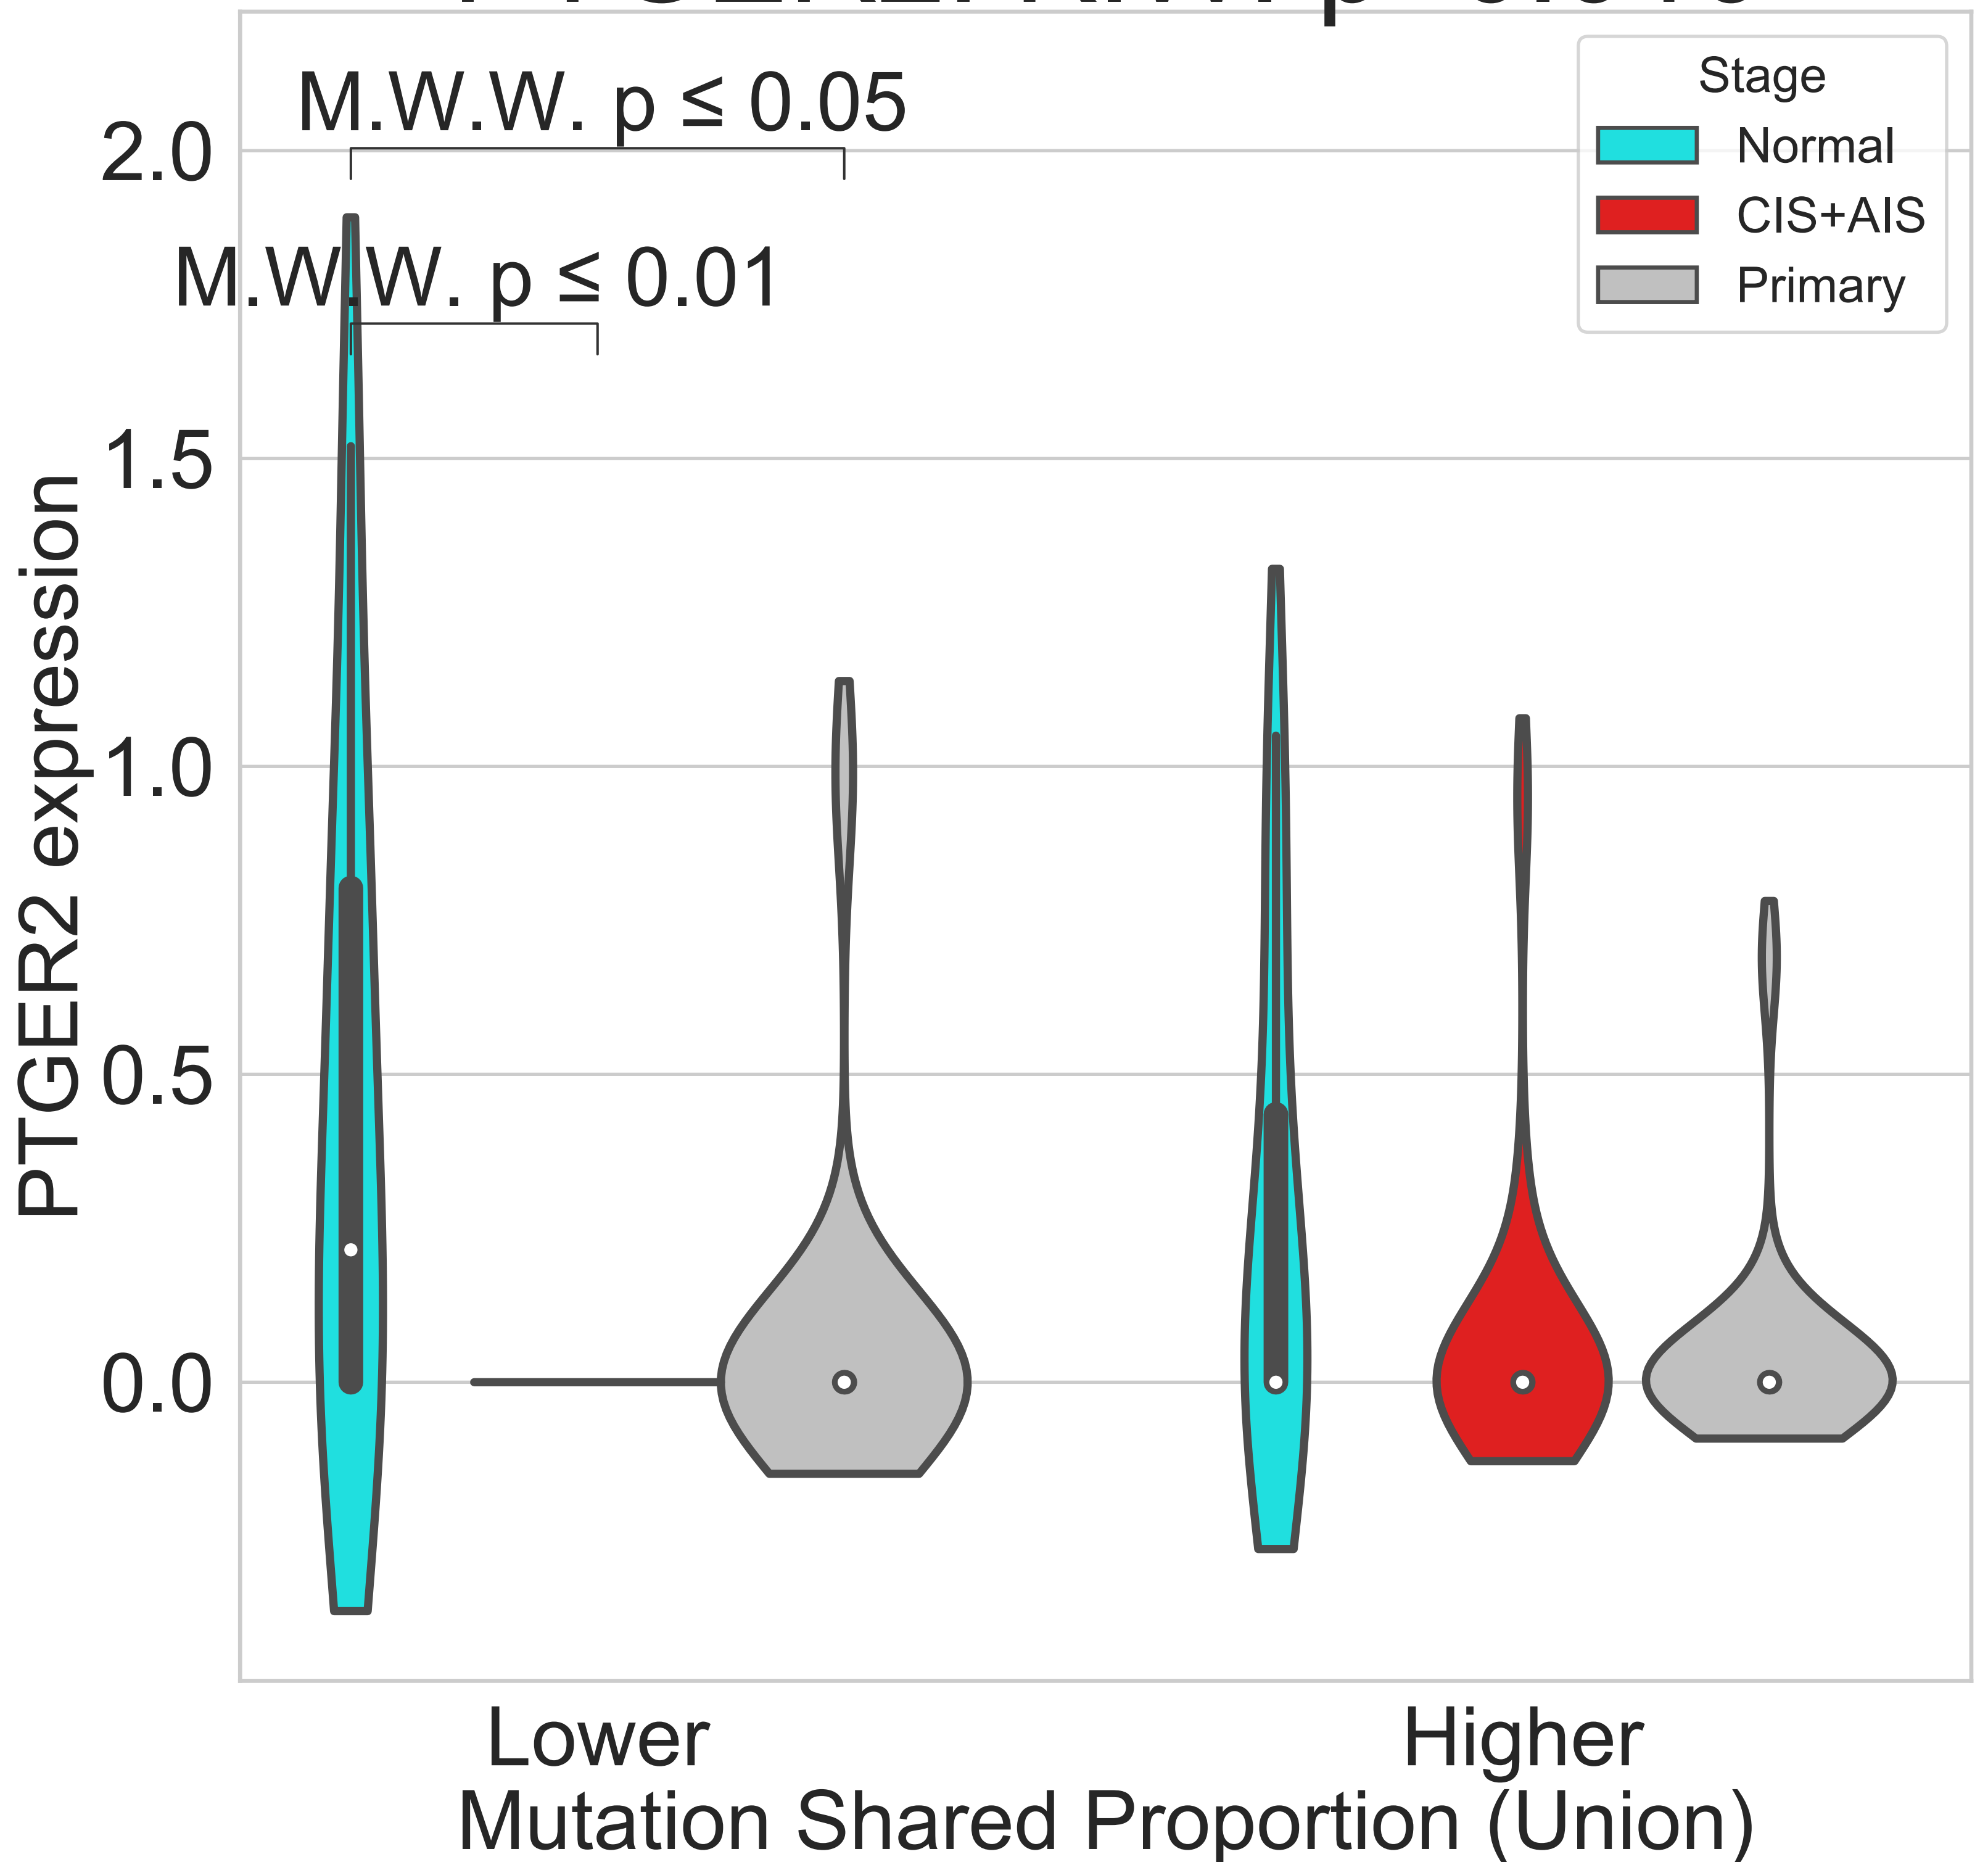 M.W.W. p ≤ 0.05
M.W.W. p ≤ 0.01
Stage
Normal
CIS+AIS
Primary
PTGER2 expression
2.0
1.5
1.0
0.5
0.0
Lower
Higher
Mutation Shared Proportion (Union)